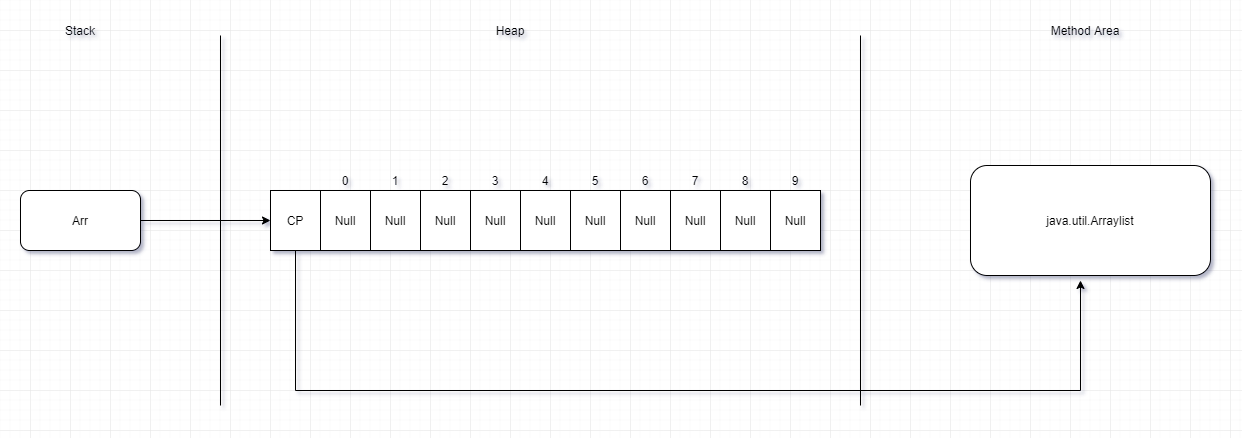 Stack
Heap
Method Area
0 1 2 3 4 5 6 7 8 9
Arr
CP Null Null Null Null Null Null Null Null Null Null
java.util.Arraylist